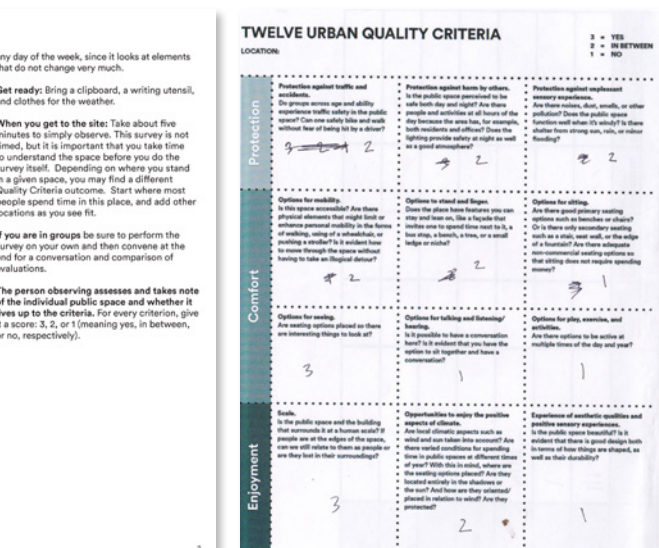 ny day of the week, since it looks at elements
hat do not change very much.
Get ready: Bring a clipboard, a writing utensil,
nd clothes for the weather.
When you get to the site: Take about five
minutes to simply observe. This survey is not
imed, but it is important that you take time
o understand the space before you do the
urvey itself. Depending on where you stand
n a given space, you may find a different
Quality Criteria outcome. Start where most
eople spend time in this place, and add other
ocations as you see fit.
f you are in groups be sure to perform the
urvey on your own and then convene at the
nd for a conversation and comparison of
valuations.
The person observing assesses and takes note
of the individual public space and whether it
ives up to the criteria. For every criterion, give
t a score: 3, 2, or 1 (meaning yes, in between,
r no, respectively).
TWELVE URBAN QUALITY CRITERIA
LOCATION:
3 = YES
2 = IN BETWEEN
1 = NO
Protection
Protection against traffic and
accidents.
Do groups across age and ability
experience traffic safety in the public
space? Can one safely bike and walk
without fear of being hit by a driver?
2
Protection against harm by others.
Is the public space perceived to be
safe both day and night? Are there
people and activities at all hours of the
day because the area has, for example,
both residents and offices? Does the
lighting provide safety at night as well
as a good atmosphere?
2
Protection against unpleasant
sensory experience.
Are there noises, dust, smells, or other
pollution? Does the public space
function well when it's windy? Is there
shelter from strong sun, rain, or minor
flooding?
2
Comfort
Options for mobility.
Is this space accessible? Are there
physical elements that might limit or
enhance personal mobility in the forms
of walking, using of a wheelchair, or
pushing a stroller? Is it evident how
to move through the space without
having to take an illogical detour?
2
Options to stand and linger.
Does the place have features you can
stay and lean on, like a façade that
invites one to spend time next to it, a
bus stop, a bench, a tree, or a small
ledge or niche?
2
Options for sitting.
Are there good primary seating
options such as benches or chairs?
Or is there only secondary seating
such as a stair, seat wall, or the edge
of a fountain? Are there adequate
non-commercial seating options so
that sitting does not require spending
money?
1
Options for seeing.
Are seating options placed so there
are interesting things to look at?
3
Options for talking and listening/
hearing.
Is it possible to have a conversation
here? Is it evident that you have the
option to sit together and have a
conversation?
1
Options for play, exercise, and
activities.
Are there options to be active at
multiple times of the day and year?
1
Enjoyment
Scale.
Is the public space and the building
that surrounds it at a human scale? If
people are at the edges of the space,
can we still relate to them as people or
are they lost in their surroundings?
3
Opportunities to enjoy the positive
aspects of climate.
Are local climatic aspects such as
wind and sun taken into account? Are
there varied conditions for spending
time in public spaces at different times
of year? With this in mind, where are
the seating options placed? Are they
located entirely in the shadows or
the sun? And how are they oriented/
placed in relation to wind? Are they
protected?
2
Experience of aesthetic qualities and
positive sensory experiences.
Is the public space beautiful? Is it
evident that there is good design both
in terms of how things are shaped, as
well as their durability?
1